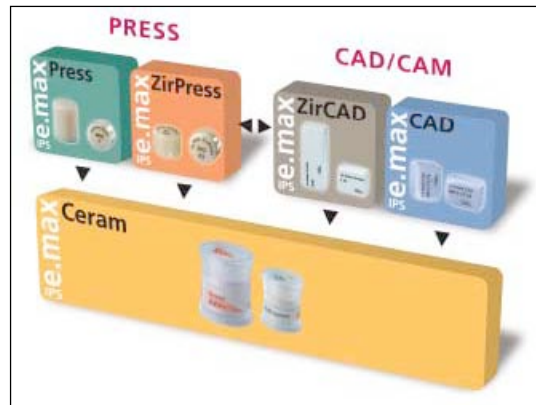 PRESS
CAD/CAM
IPS e.max Press
IPS e.max ZirPress
IPS e.max ZirCAD
IPS e.max CAD
IPS e.max Ceram